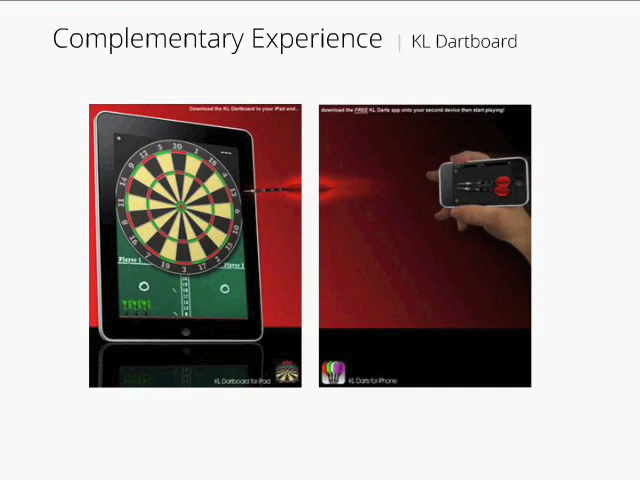 Complementary Experience | KL Dartboard
Download the KL Dartboard to your iPad and...
download the FREE KL Darts app onto your second device then start playing!
Player 1
Player 2
KL Dartboard for iPad
KL Darts for iPhone